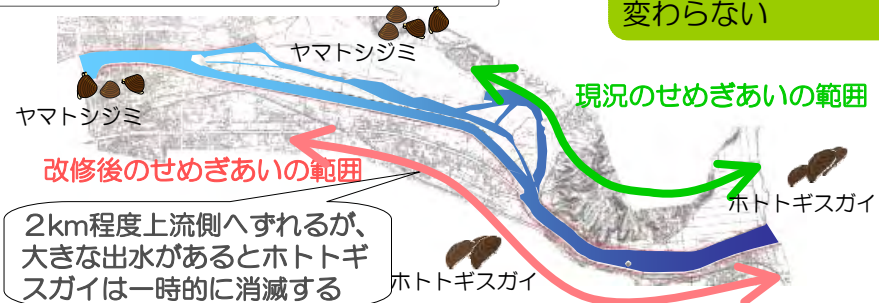 変わらない
ヤマトシジミ
ヤマトシジミ
現況のせめぎあいの範囲
改修後のせめぎあいの範囲
ホトトギスガイ
2km程度上流側へずれるが、
大きな出水があるとホトトギ
スガイは一時的に消滅する
ホトトギスガイ